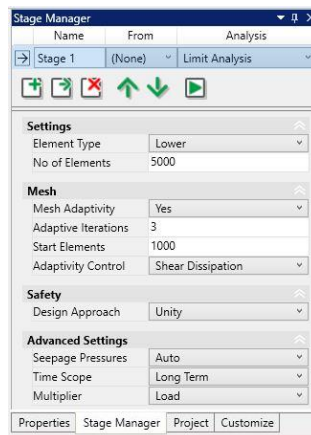 Stage Manager
Name From Analysis
Stage 1 (None) Limit Analysis
Settings
Element Type Lower
No of Elements 5000
Mesh
Mesh Adaptivity Yes
Adaptive Iterations 3
Start Elements 1000
Adaptivity Control Shear Dissipation
Safety
Design Approach Unity
Advanced Settings
Seepage Pressures Auto
Time Scope Long Term
Multiplier Load
Properties Stage Manager Project Customize